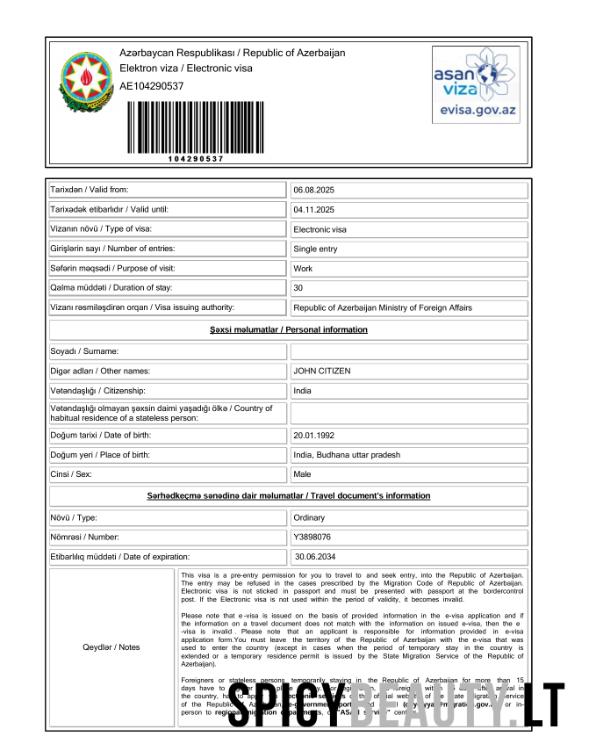 Azərbaycan Respublikası / Republic of Azerbaijan
Elektron viza / Electronic visa
AE104290537
104290537
asan
viza
evisa.gov.az
Tarixdən / Valid from: 06.08.2025
Tarixədək etibarlıdır / Valid until: 04.11.2025
Vizanın növü / Type of visa: Electronic visa
Girişlərin sayı / Number of entries: Single entry
Səfərin məqsədi / Purpose of visit: Work
Qalma müddəti / Duration of stay: 30
Vizanı rəsmiləşdirən orqan / Visa issuing authority: Republic of Azerbaijan Ministry of Foreign Affairs
Şəxsi məlumatlar / Personal information
Soyadı / Surname:
Digər adları / Other names: JOHN CITIZEN
Vətəndaşlığı / Citizenship: India
Vətəndaşlığı olmayan şəxsin daimi yaşadığı ölkə / Country of
habitual residence of a stateless person:
Doğum tarixi / Date of birth: 20.01.1992
Doğum yeri / Place of birth: India, Budhana uttar pradesh
Cinsi / Sex: Male
Sərhədkeçmə sənədinə dair məlumatlar / Travel document's information
Növü / Type: Ordinary
Nömrəsi / Number: Y3898076
Etibarlılıq müddəti / Date of expiration: 30.06.2034
Qeydlər / Notes
This visa is a pre-entry permission for you to travel to and seek entry, into the Republic of Azerbaijan.
The entry may be refused in the cases prescribed by the Migration Code of Republic of Azerbaijan.
Electronic visa is not sticked in passport and must be presented with passport at the bordercontrol
post. If the Electronic visa is not used within the period of validity, it becomes invalid.
Please note that e-visa is issued on the basis of provided information in the e-visa application and if
the information on a travel document does not match with the information on issued e-visa, then the e
-visa is invalid . Please note that an applicant is responsible for information provided in e-visa
application form.You must leave the territory of the Republic of Azerbaijan with the e-visa that was
used to enter the country (except in cases when the period of temporary stay in the country is
extended or a temporary residence permit is issued by the State Migration Service of the Republic of
Azerbaijan).
Foreigners or stateless persons temporarily staying in the Republic of Azerbaijan for more than 15
days have to
the country,
of the Republic of
person to
SPICYBEAUTY.LT